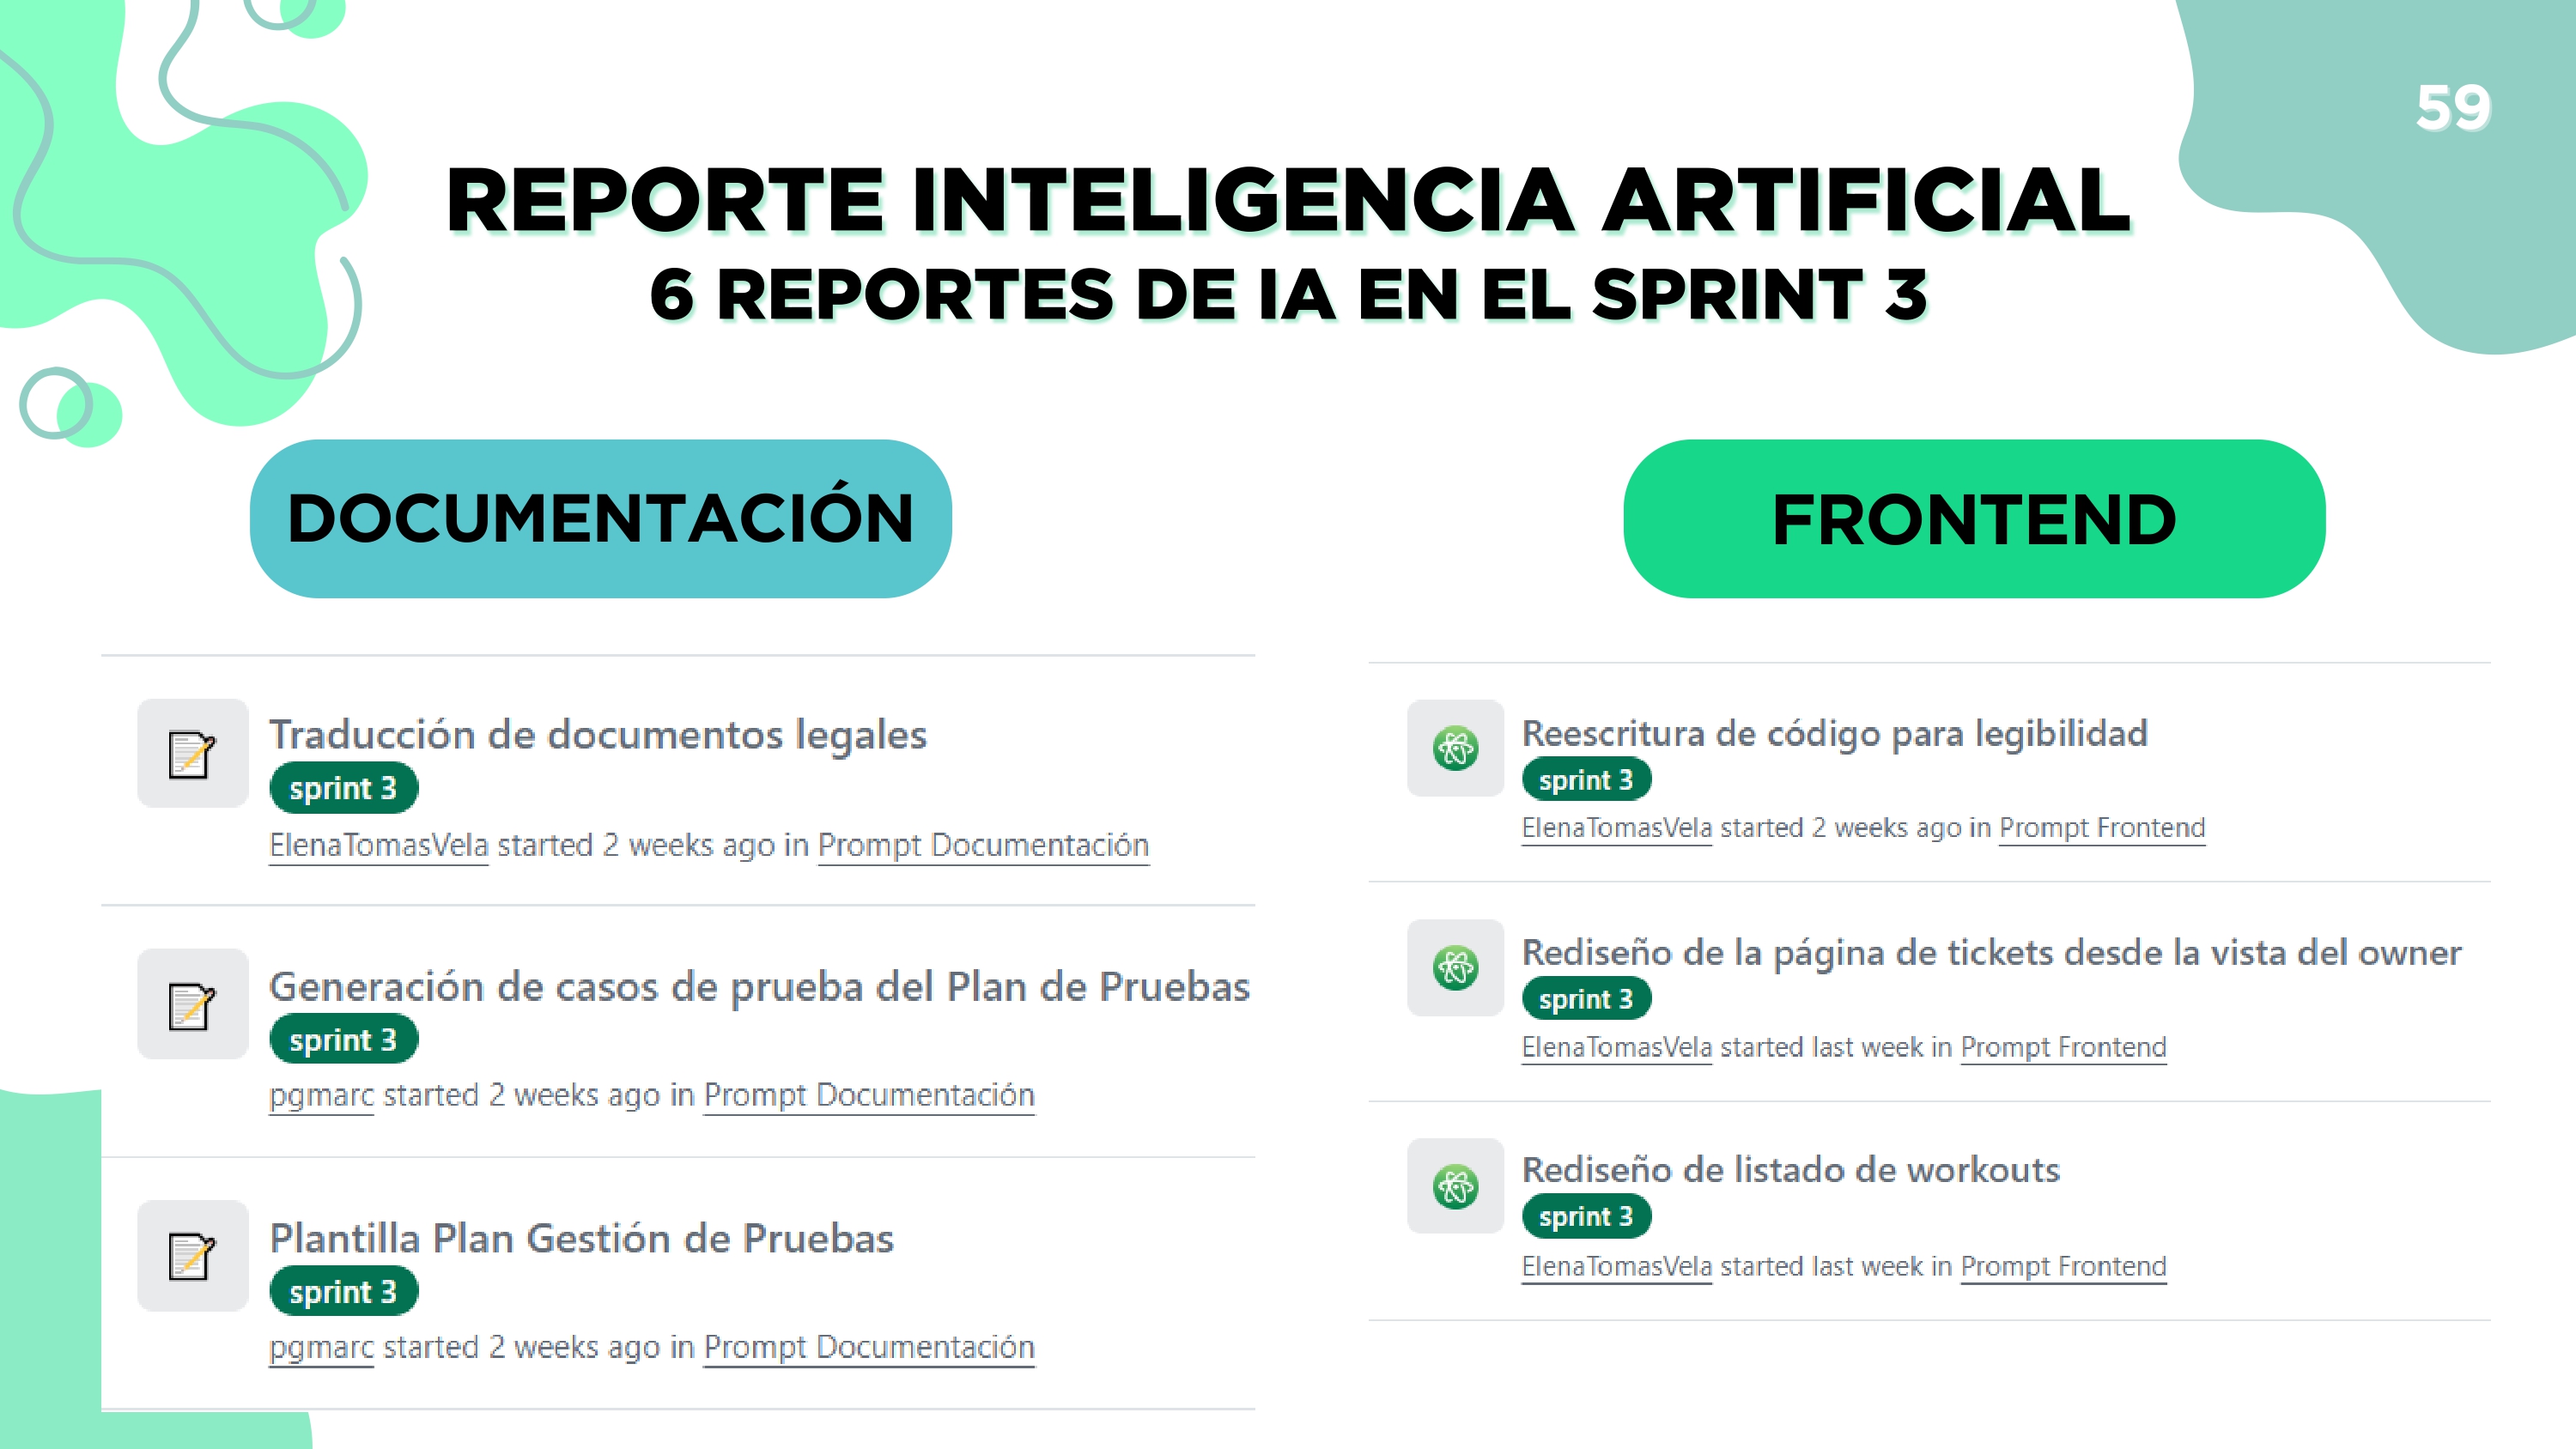 59
REPORTE INTELIGENCIA ARTIFICIAL
6 REPORTES DE IA EN EL SPRINT 3
DOCUMENTACIÓN
Traducción de documentos legales
sprint 3
ElenaTomasVela started 2 weeks ago in Prompt Documentación
Generación de casos de prueba del Plan de Pruebas
sprint 3
pgmarc started 2 weeks ago in Prompt Documentación
Plantilla Plan Gestión de Pruebas
sprint 3
pgmarc started 2 weeks ago in Prompt Documentación
FRONTEND
Reescritura de código para legibilidad
sprint 3
ElenaTomasVela started 2 weeks ago in Prompt Frontend
Rediseño de la página de tickets desde la vista del owner
sprint 3
ElenaTomasVela started last week in Prompt Frontend
Rediseño de listado de workouts
sprint 3
ElenaTomasVela started last week in Prompt Frontend